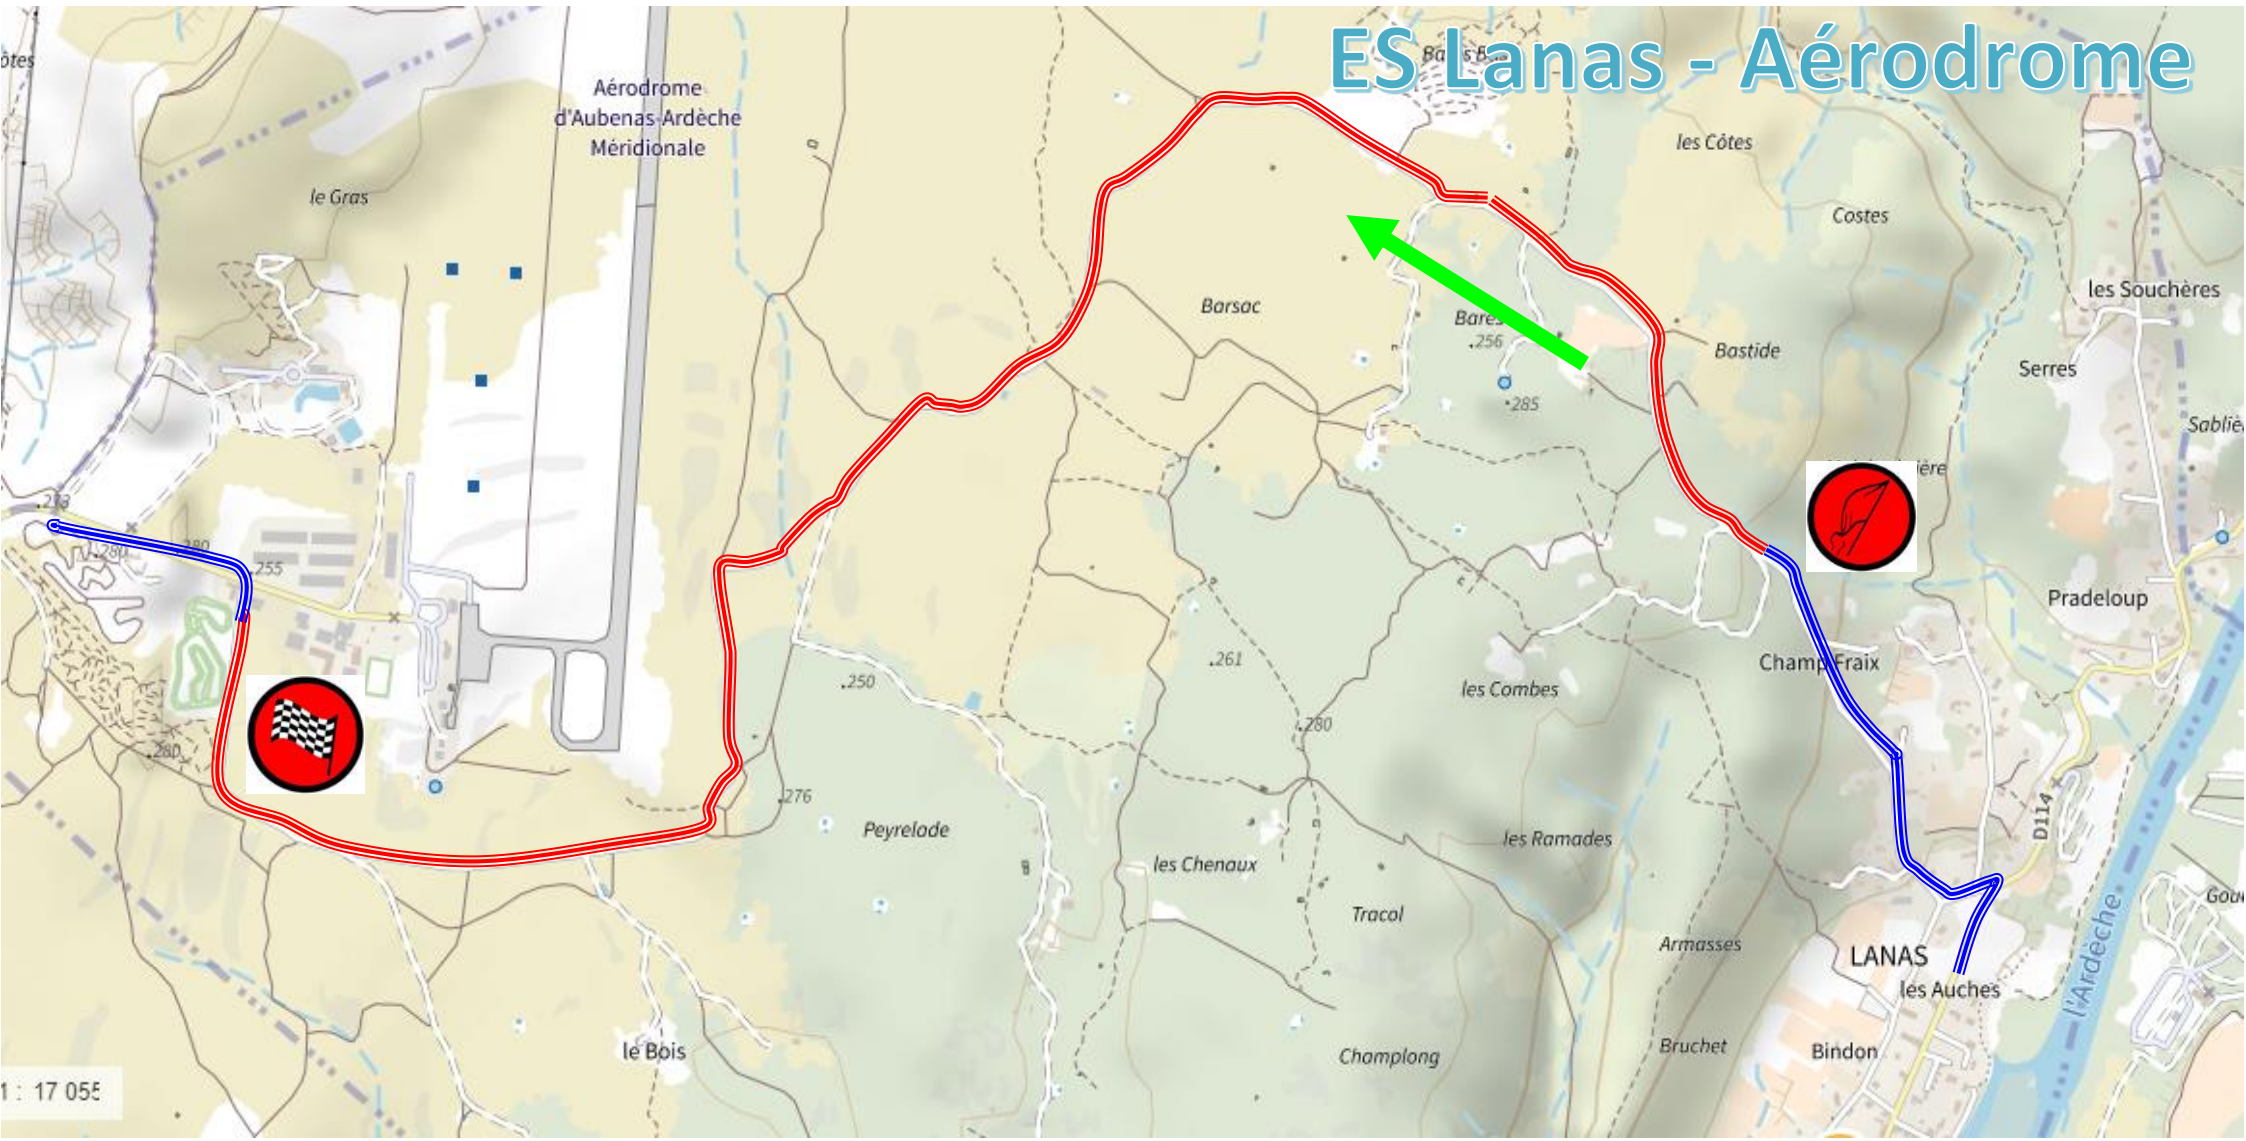 ES Lanas - Aérodrome
Aérodrome
d'Aubenas-Ardèche
Méridionale
les Côtes
le Gras
Costes
les Souchères
Barsac
256
Bastide
Serres
285
273
280
280
255
Pradeloup
261
Champ Fraix
250
les Combes
280
280
276
D114
Peyrelade
les Ramades
les Chenaux
Tracol
Armasses
LANAS
l'Ardèche
les Auches
le Bois
Champlong
Bruchet
Bindon
1 : 17 055